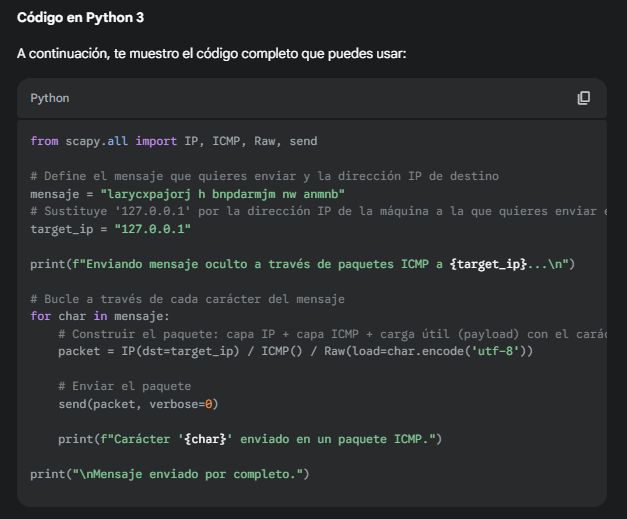 Código en Python 3
A continuación, te muestro el código completo que puedes usar:
Python
from scapy.all import IP, ICMP, Raw, send
# Define el mensaje que quieres enviar y la dirección IP de destino
mensaje = "larycxpajorj h bnpdarmjm nw anmnb"
# Sustituye '127.0.0.1' por la dirección IP de la máquina a la que quieres enviar e
target_ip = "127.0.0.1"
print(f"Enviando mensaje oculto a través de paquetes ICMP a {target_ip}...\n")
# Bucle a través de cada carácter del mensaje
for char in mensaje:
# Construir el paquete: capa IP + capa ICMP + carga útil (payload) con el carác
packet = IP(dst=target_ip) / ICMP() / Raw(load=char.encode('utf-8'))
# Enviar el paquete
send(packet, verbose=0)
print(f"Carácter '{char}' enviado en un paquete ICMP.")
print("\nMensaje enviado por completo.")